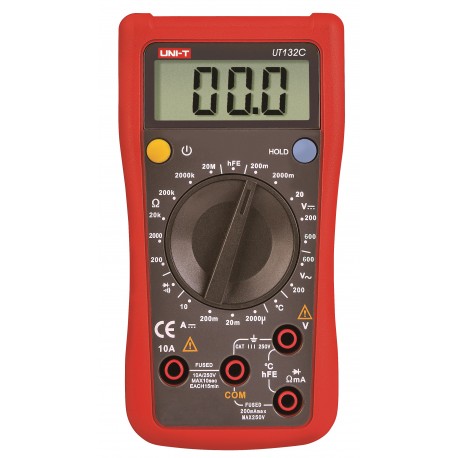 UNI-T UT132C
00.0
HOLD
hFE
20M 200m
2000k 2000m
200k 20
Ω V⎓
20k 200
2000 600
200 600
V~
200
10 °C
A⎓ 200m 20m 2000μ
CE
10A CAT III 250V V
FUSED
10A/250V
MAX10sec
EACH15min
°C
hFE
ΩmA
COM
FUSED
200mAmax
MAX250V